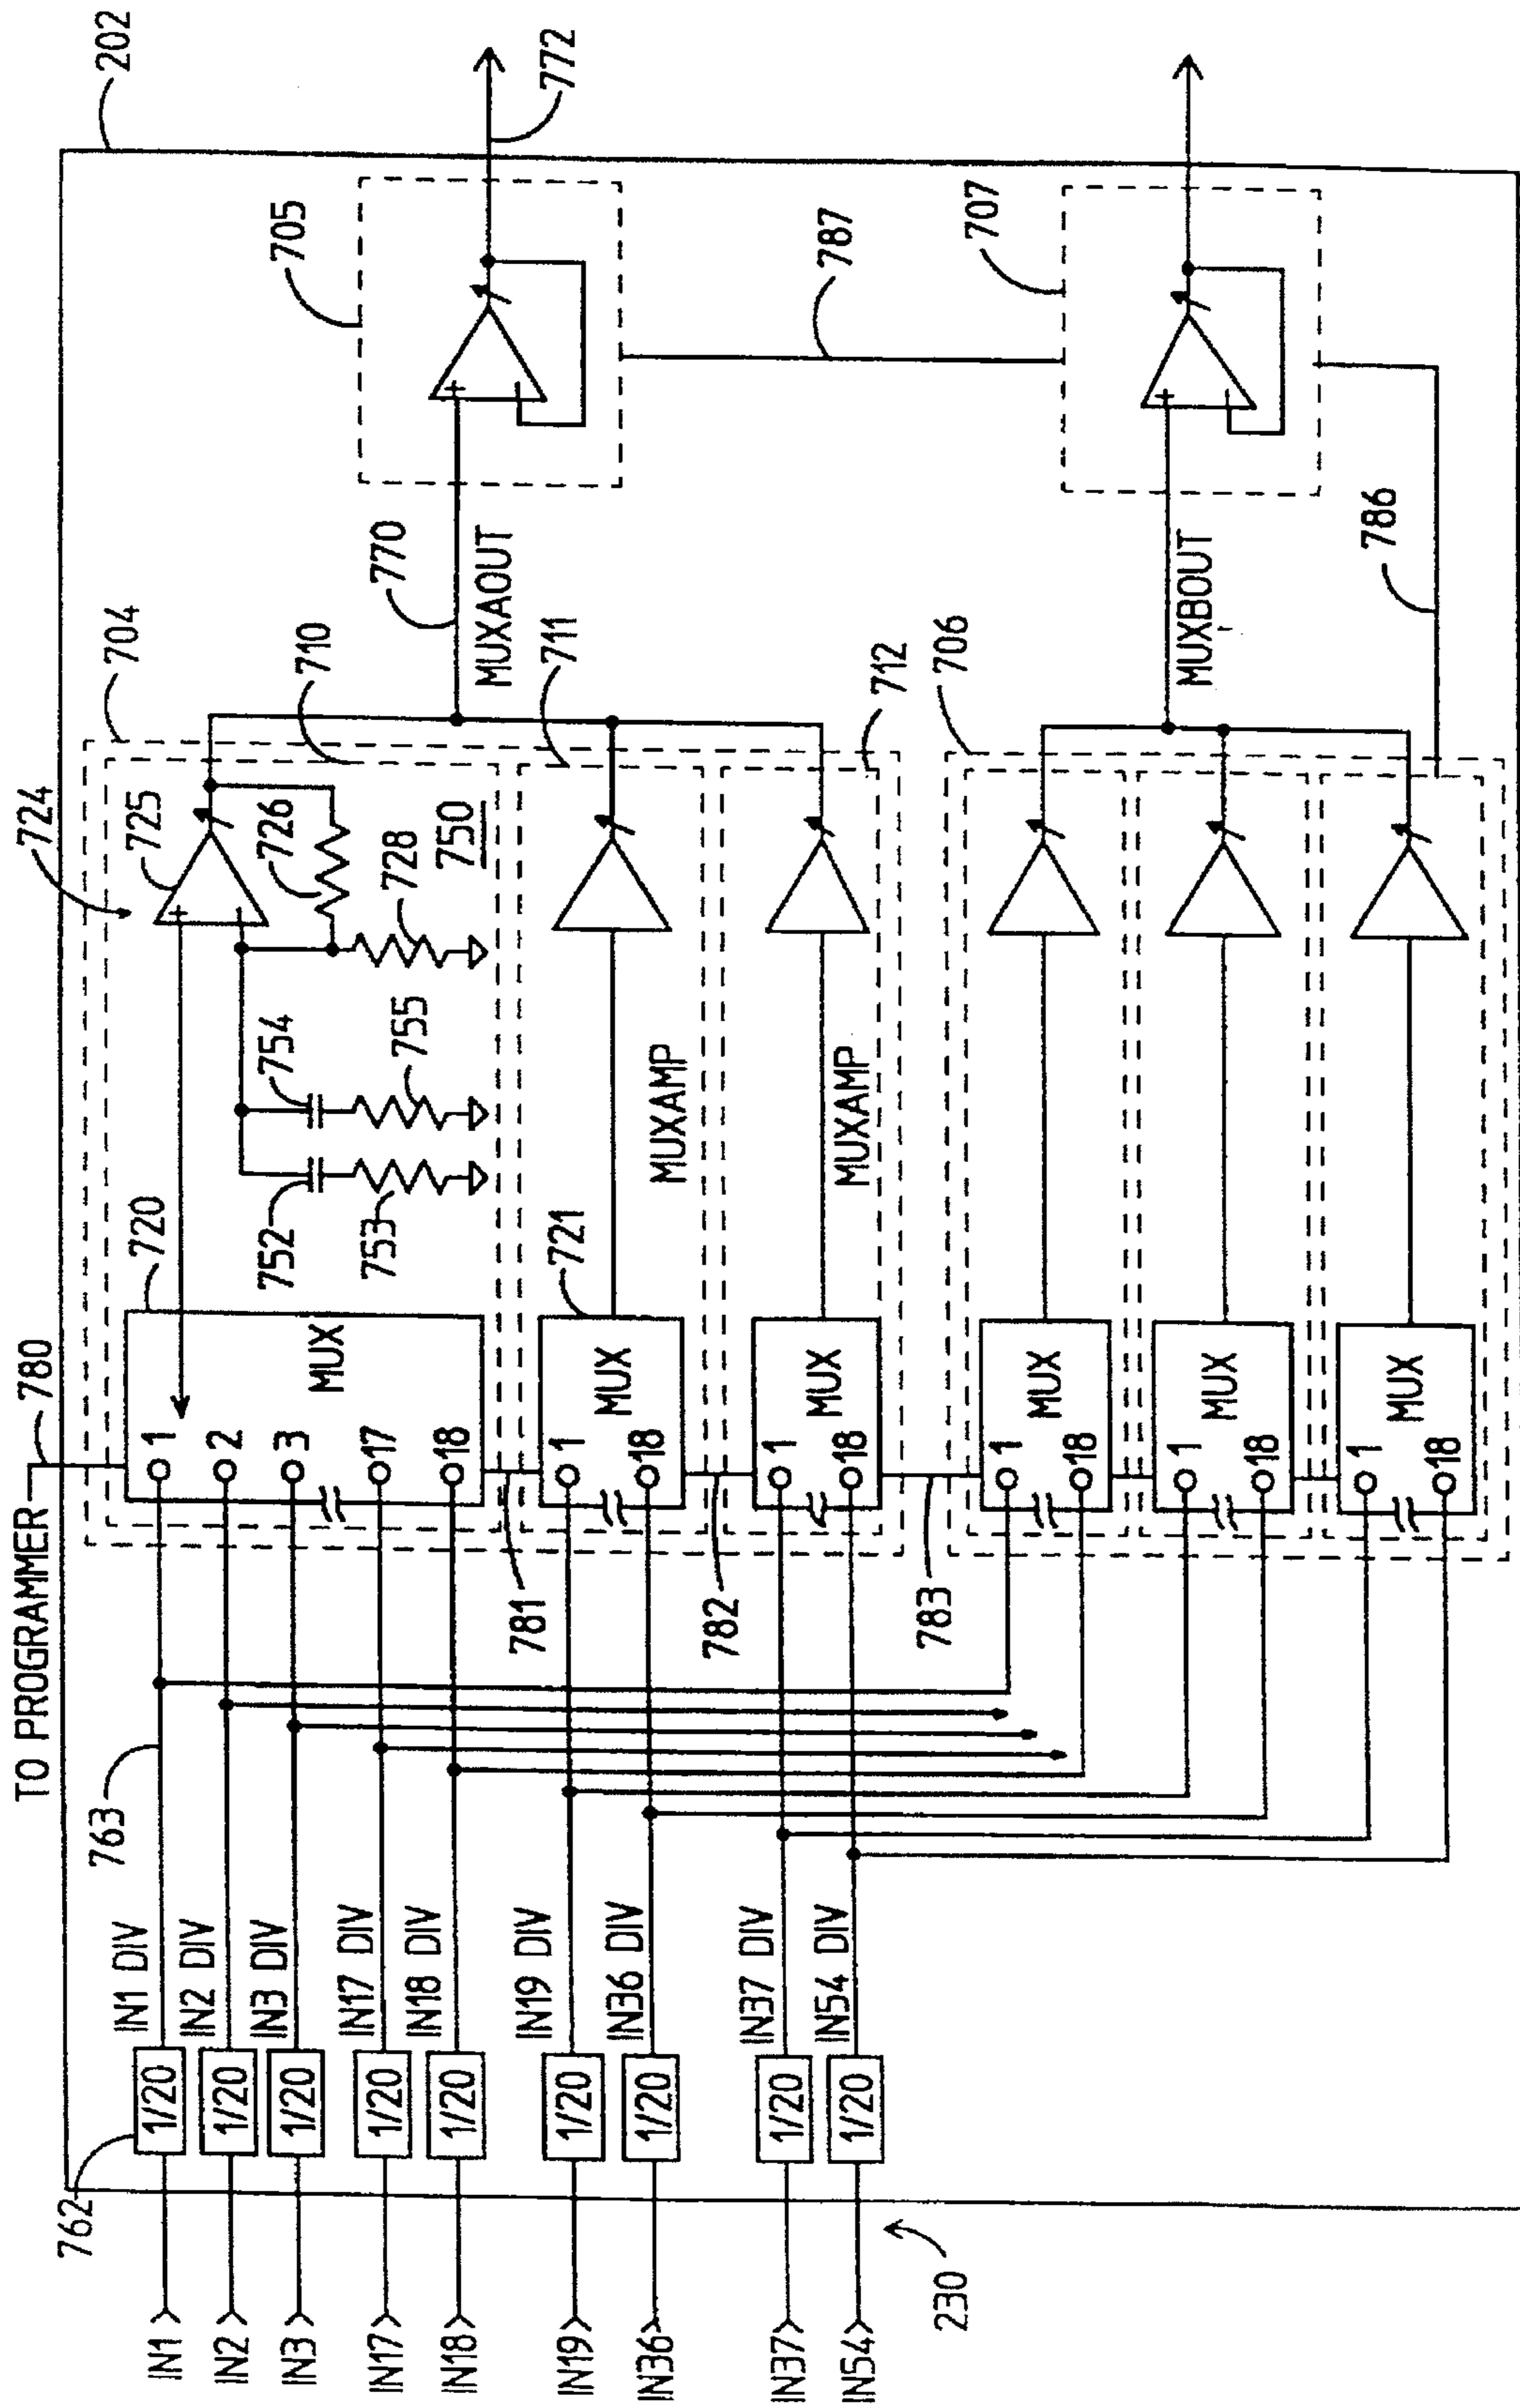 TO PROGRAMMER
780
202
724
704
710
720
725
726
728
750
752
753
754
755
705
770
MUXAOUT
772
763
762
IN1
IN2
IN3
IN17
IN18
IN19
IN36
IN37
IN54
230
1/20
1/20
1/20
1/20
1/20
1/20
1/20
1/20
1/20
IN1 DIV
IN2 DIV
IN3 DIV
IN17 DIV
IN18 DIV
IN19 DIV
IN36 DIV
IN37 DIV
IN54 DIV
1
2
3
17
18
MUX
781
721
1
18
MUX
MUXAMP
711
782
1
18
MUX
MUXAMP
712
783
706
1
18
MUX
1
18
MUX
1
18
MUX
MUXBOUT
786
787
707